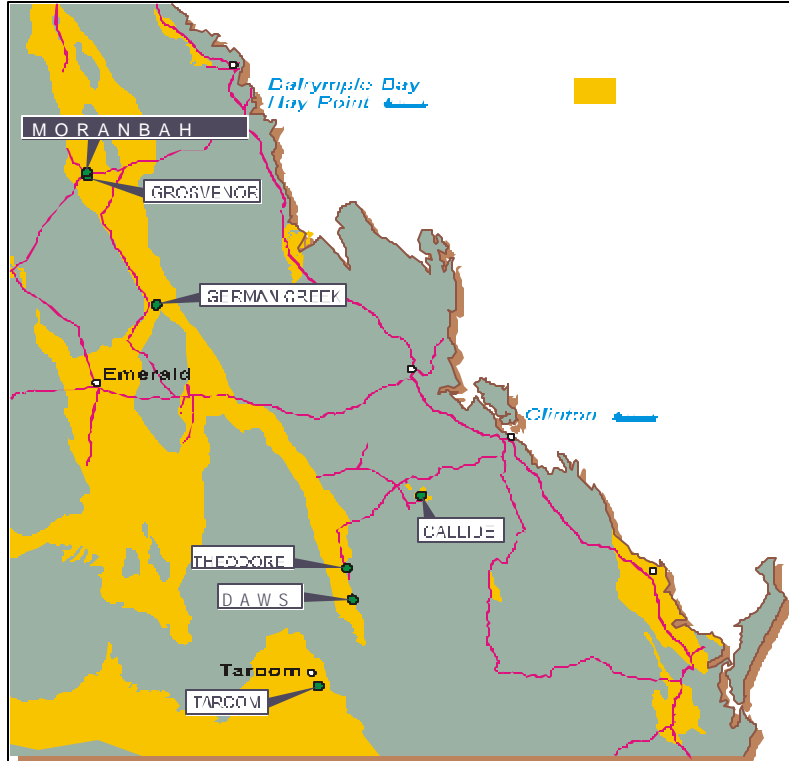 Dalrymple Bay
Hay Point
MORANBAH
GROSVENOR
GERMAN CREEK
Emerald
Clinton
CALLIDE
THEODORE
DAWS
Taroom
TAROOM